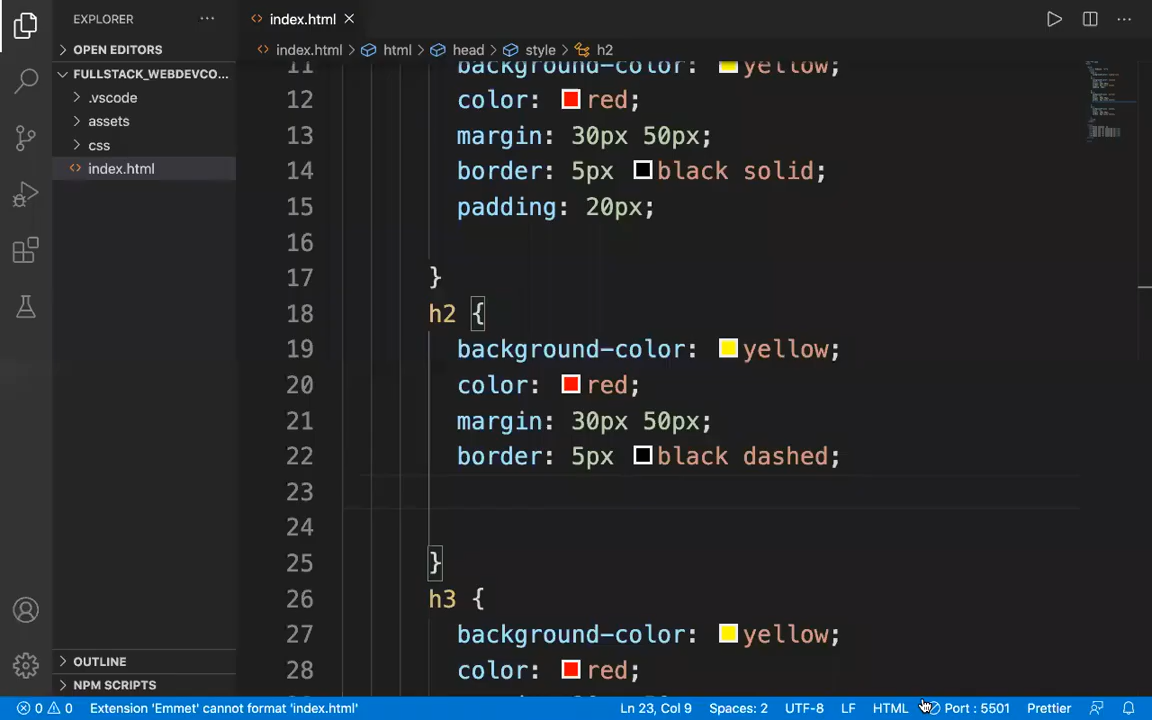 EXPLORER
index.html
OPEN EDITORS
index.html > html > head > style > h2
FULLSTACK_WEBDEVCO...
.vscode
assets
css
index.html
11 background-color: yellow;
12 color: red;
13 margin: 30px 50px;
14 border: 5px black solid;
15 padding: 20px;
16
17 }
18 h2 {
19 background-color: yellow;
20 color: red;
21 margin: 30px 50px;
22 border: 5px black dashed;
23
24
25 }
26 h3 {
27 background-color: yellow;
28 color: red;
OUTLINE
NPM SCRIPTS
0 0 Extension 'Emmet' cannot format 'index.html' Ln 23, Col 9 Spaces: 2 UTF-8 LF HTML Port : 5501 Prettier